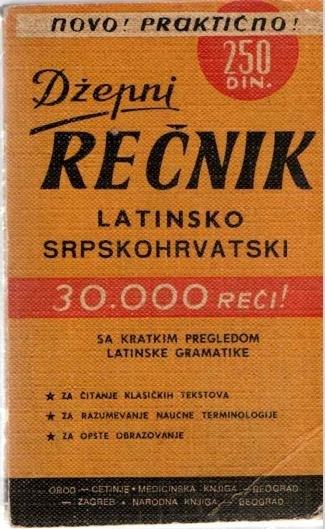 NOVO! PRAKTIČNO!
250
DIN.
Džepni
REČNIK
LATINSKO
SRPSKOHRVATSKI
30.000 REČI!
SA KRATKIM PREGLEDOM
LATINSKE GRAMATIKE
★ ZA ČITANJE KLASIČKIH TEKSTOVA
★ ZA RAZUMEVANJE NAUČNE TERMINOLOGIJE
★ ZA OPŠTE OBRAZOVANJE
OBOD — CETINJE • MEDICINSKA KNJIGA — BEOGRAD
— ZAGREB • NARODNA KNJIGA — BEOGRAD